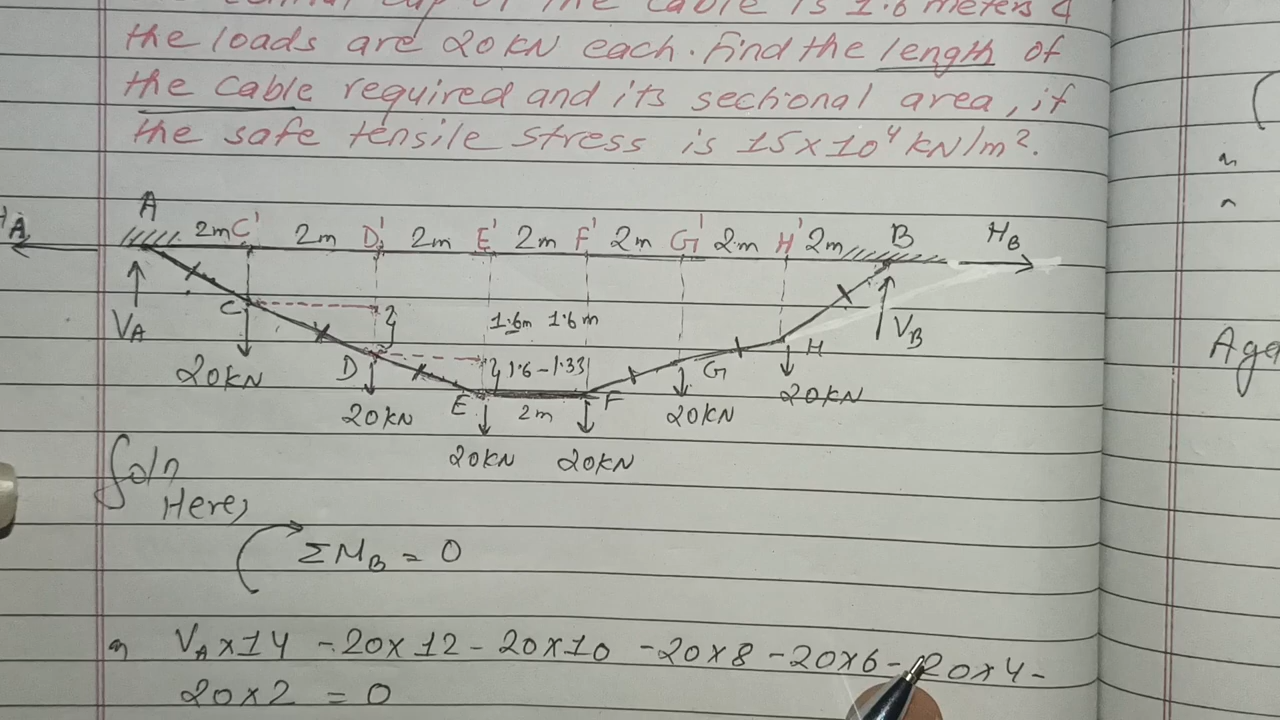 the loads are 20 KN each. Find the length of
the cable required and its sectional area, if
the safe tensile stress is 15×10⁴ KN/m².
A
2m C' 2m D' 2m E' 2m F' 2m G' 2m H' 2m B H_B
V_A
C
1.6m 1.6m
V_B
H
20KN
D
1.6-1.33
G
20KN
E
2m
F
20KN
20KN
20KN 20KN
Soln
Here,
ΣM_B = 0
V_A×14 - 20×12 - 20×10 - 20×8 - 20×6 - 20×4 -
20×2 = 0